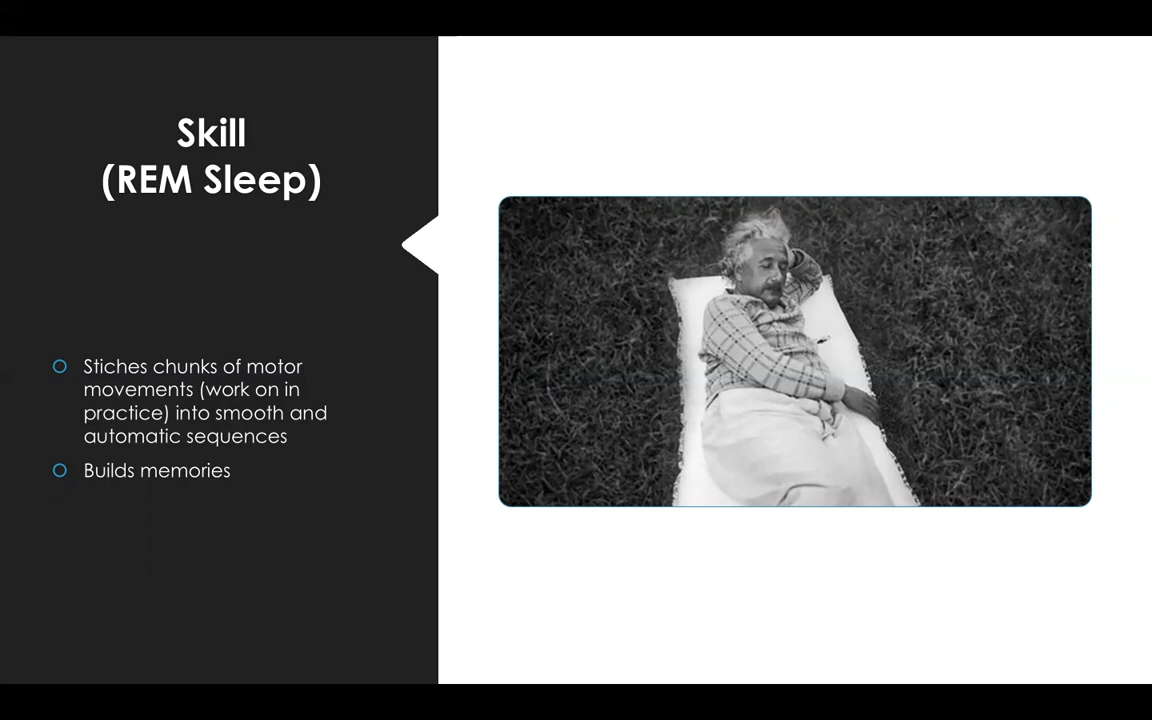 Skill
(REM Sleep)
Stiches chunks of motor
movements (work on in
practice) into smooth and
automatic sequences
Builds memories